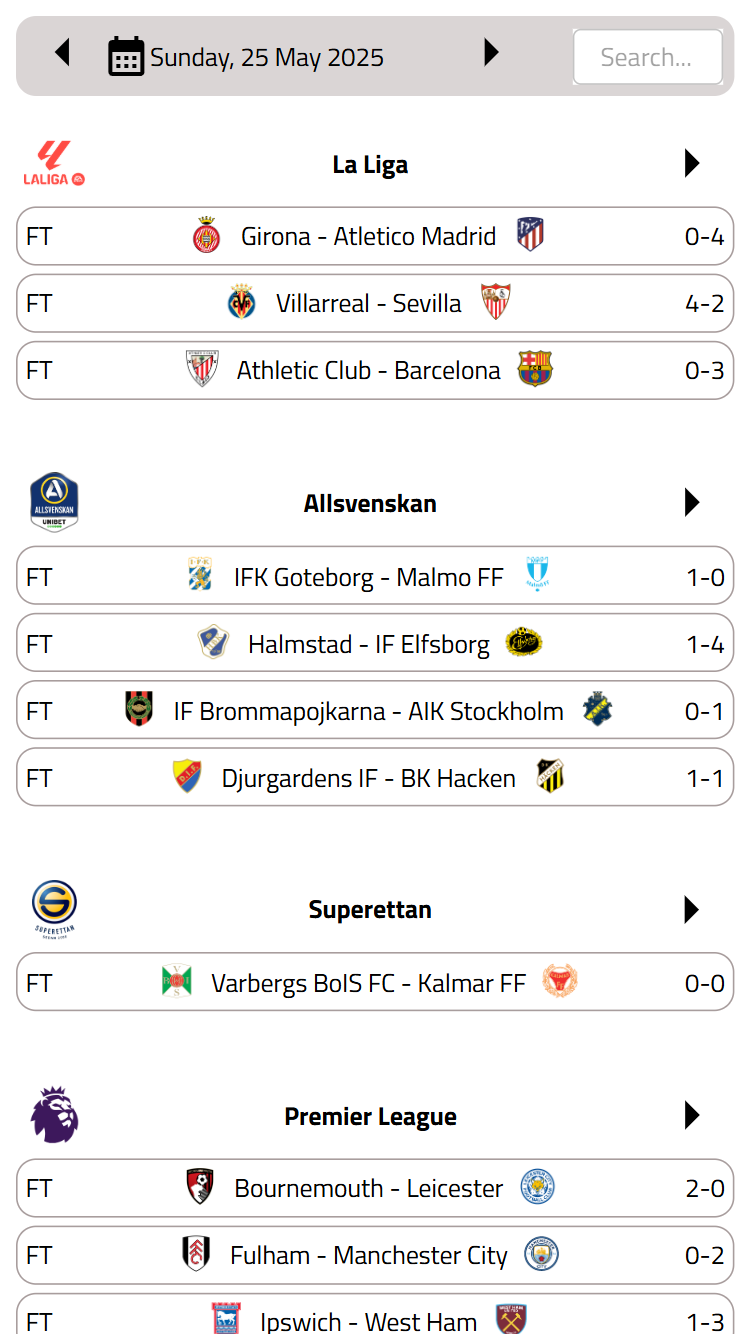 Sunday, 25 May 2025
Search...
LALIGA
La Liga
FT Girona - Atletico Madrid 0-4
FT Villarreal - Sevilla 4-2
FT Athletic Club - Barcelona 0-3
ALLSVENSKAN
UNIBET
Allsvenskan
FT IFK Goteborg - Malmo FF 1-0
FT Halmstad - IF Elfsborg 1-4
FT IF Brommapojkarna - AIK Stockholm 0-1
FT Djurgardens IF - BK Hacken 1-1
SUPERETTAN
Superettan
FT Varbergs BoIS FC - Kalmar FF 0-0
Premier League
FT Bournemouth - Leicester 2-0
FT Fulham - Manchester City 0-2
FT Ipswich - West Ham 1-3